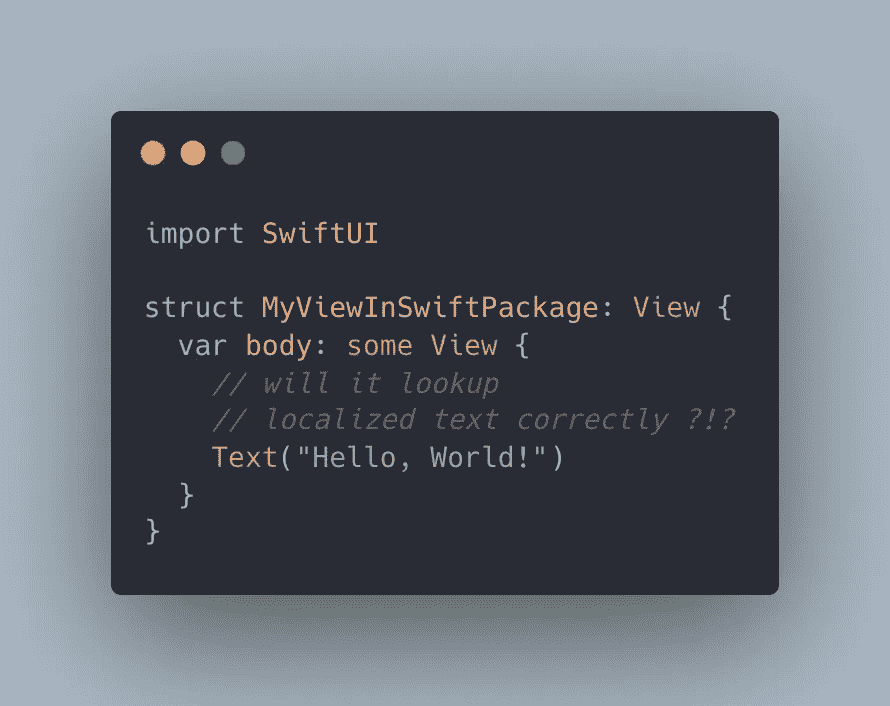 import SwiftUI
struct MyViewInSwiftPackage: View {
  var body: some View {
    // will it lookup
    // localized text correctly ?!?
    Text("Hello, World!")
  }
}